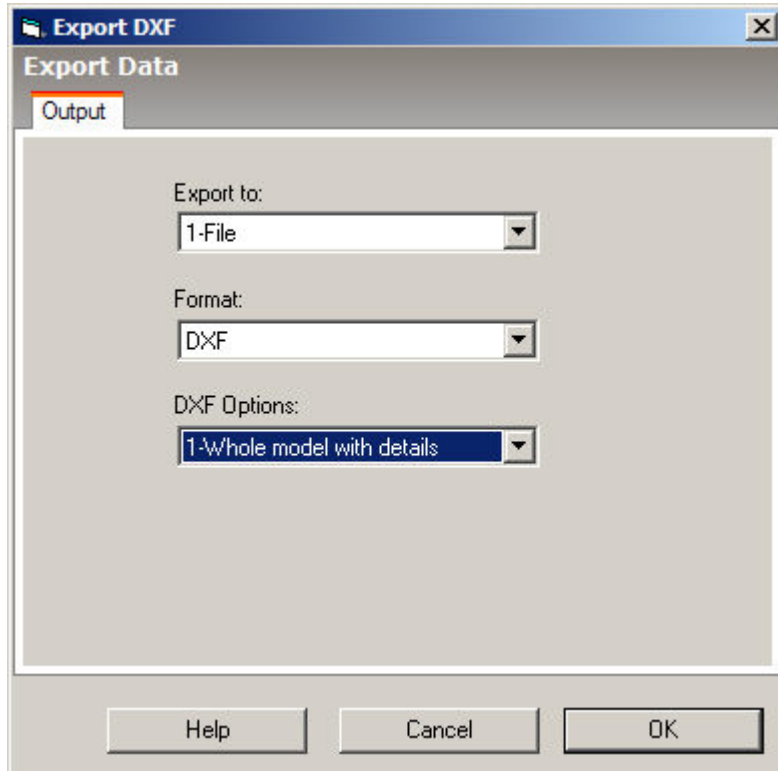 Export DXF
Export Data
Output
Export to:
1-File
Format:
DXF
DXF Options:
1-Whole model with details
Help Cancel OK